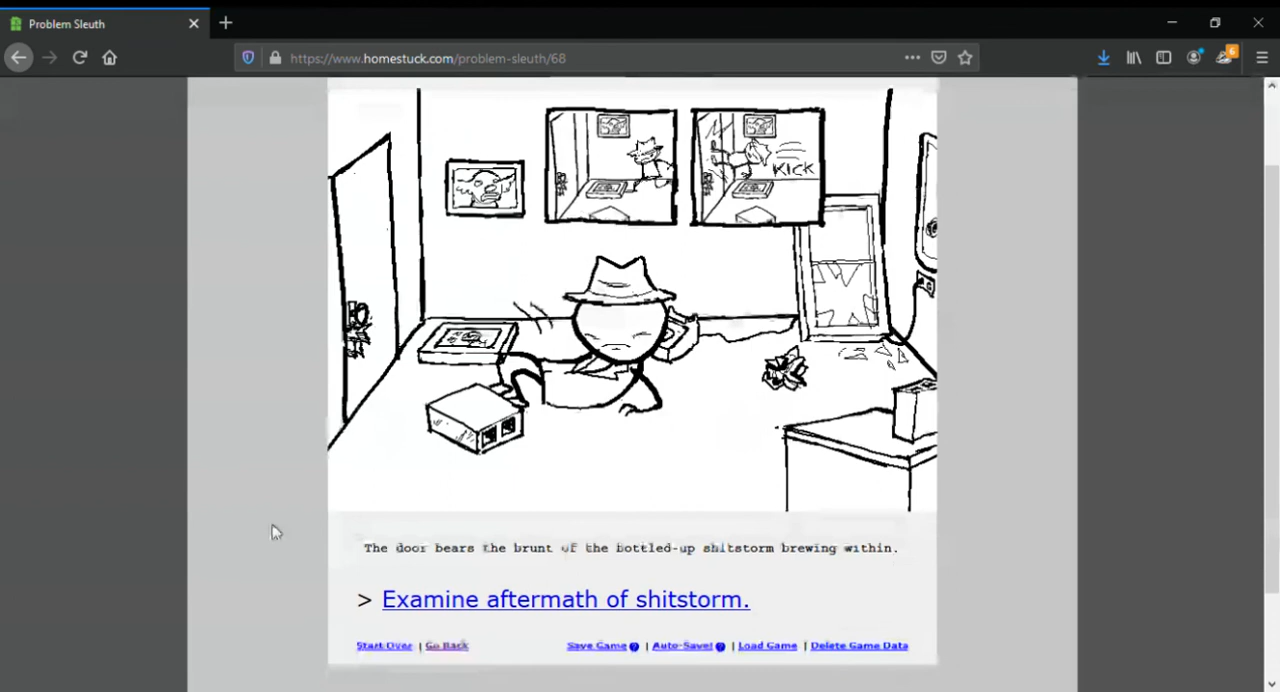 Problem Sleuth
https://www.homestuck.com/problem-sleuth/68
6
KICK
The door bears the brunt of the bottled-up shitstorm brewing within.
> Examine aftermath of shitstorm.
Start Over | Go Back Save Game ? | Auto-Save! ? | Load Game | Delete Game Data